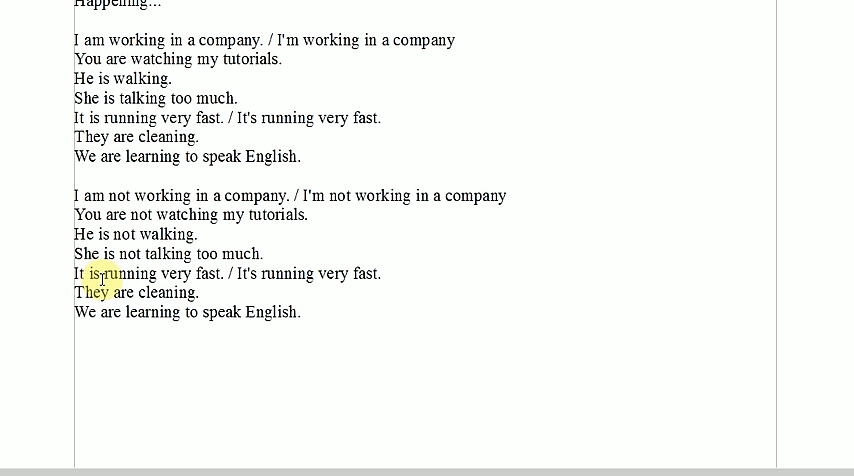 Happening...
I am working in a company. / I'm working in a company
You are watching my tutorials.
He is walking.
She is talking too much.
It is running very fast. / It's running very fast.
They are cleaning.
We are learning to speak English.
I am not working in a company. / I'm not working in a company
You are not watching my tutorials.
He is not walking.
She is not talking too much.
It is running very fast. / It's running very fast.
They are cleaning.
We are learning to speak English.